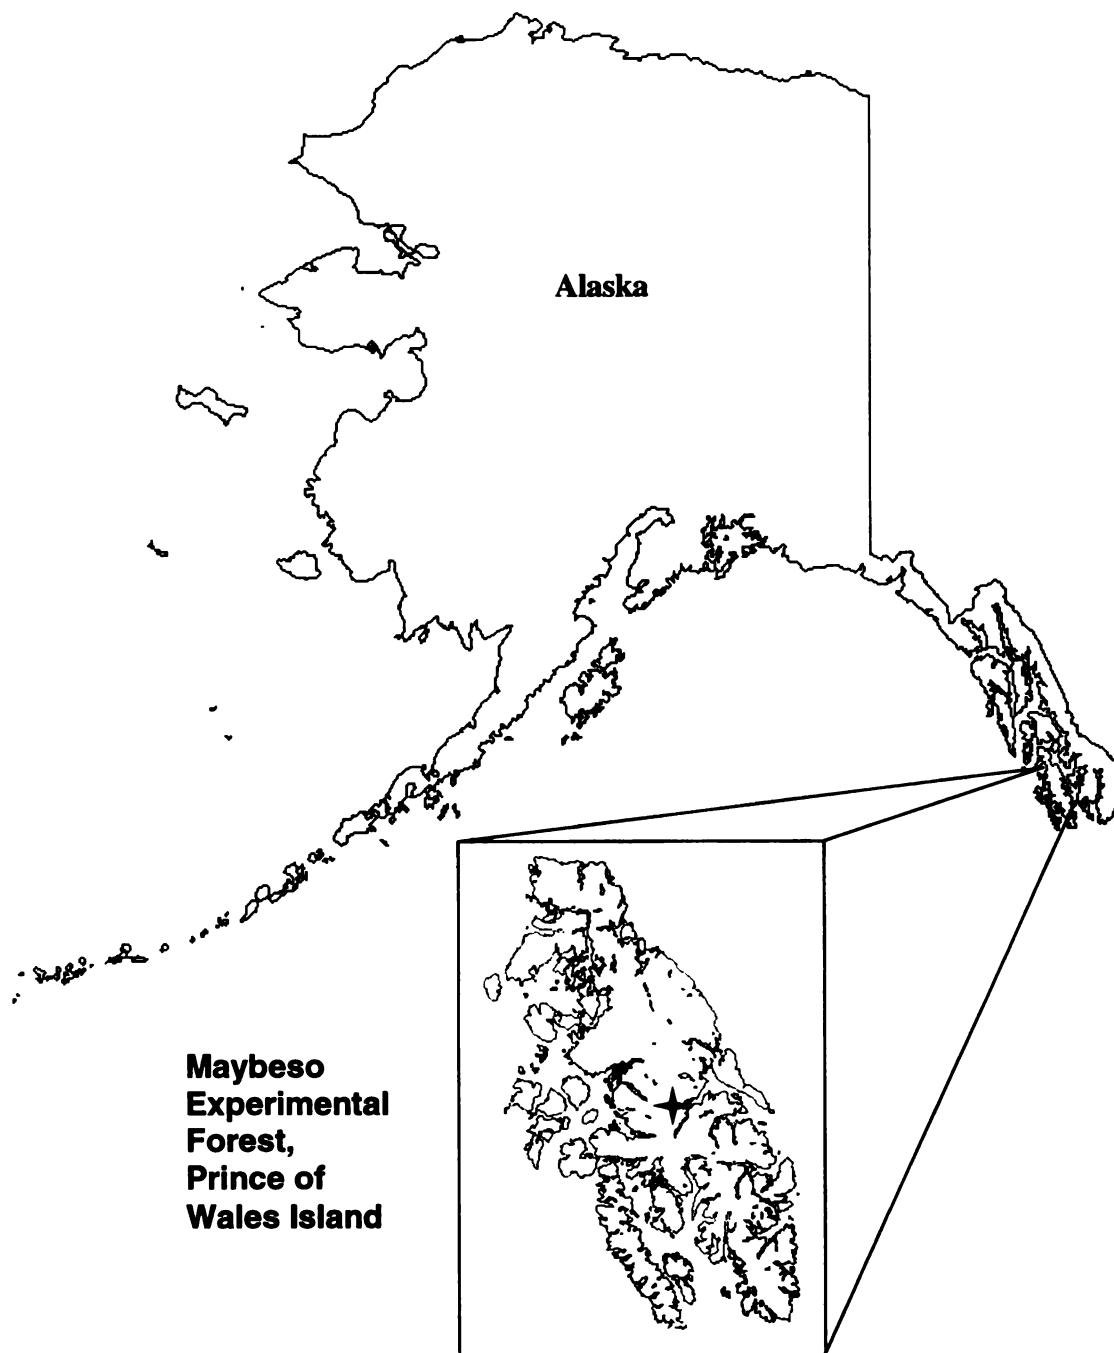 Alaska
Maybeso
Experimental
Forest,
Prince of
Wales Island